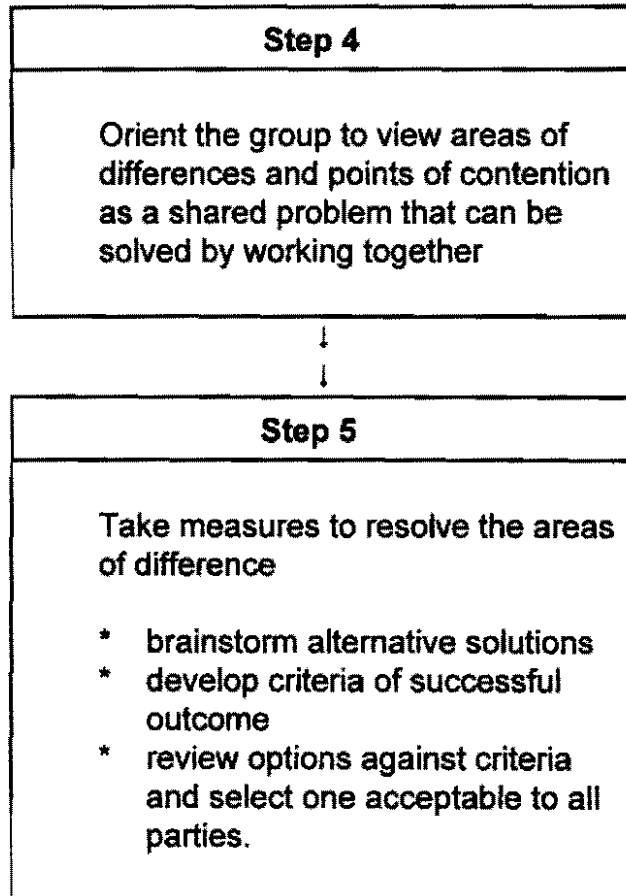 Step 4
Orient the group to view areas of
differences and points of contention
as a shared problem that can be
solved by working together
Step 5
Take measures to resolve the areas
of difference
* brainstorm alternative solutions
* develop criteria of successful
outcome
* review options against criteria
and select one acceptable to all
parties.